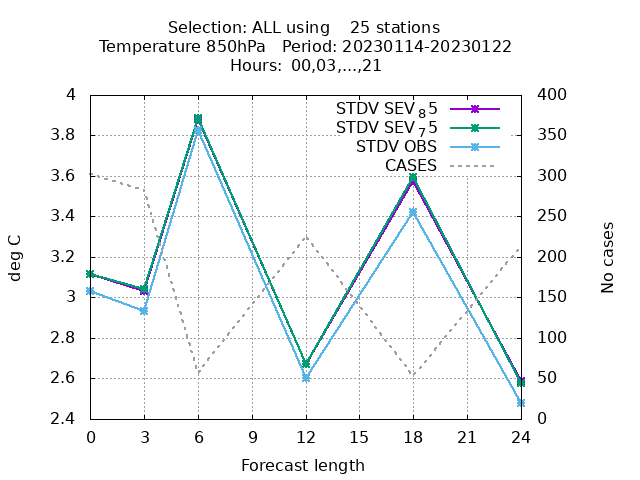 Selection: ALL using    25 stations
Temperature 850hPa   Period: 20230114-20230122
Hours:  00,03,...,21
4 400
STDV SEV 8 5
3.8 350
STDV SEV 7 5
STDV OBS
CASES
3.6 300
3.4 250
3.2 200
deg C
No cases
3 150
2.8 100
2.6 50
2.4 0
0 3 6 9 12 15 18 21 24
Forecast length